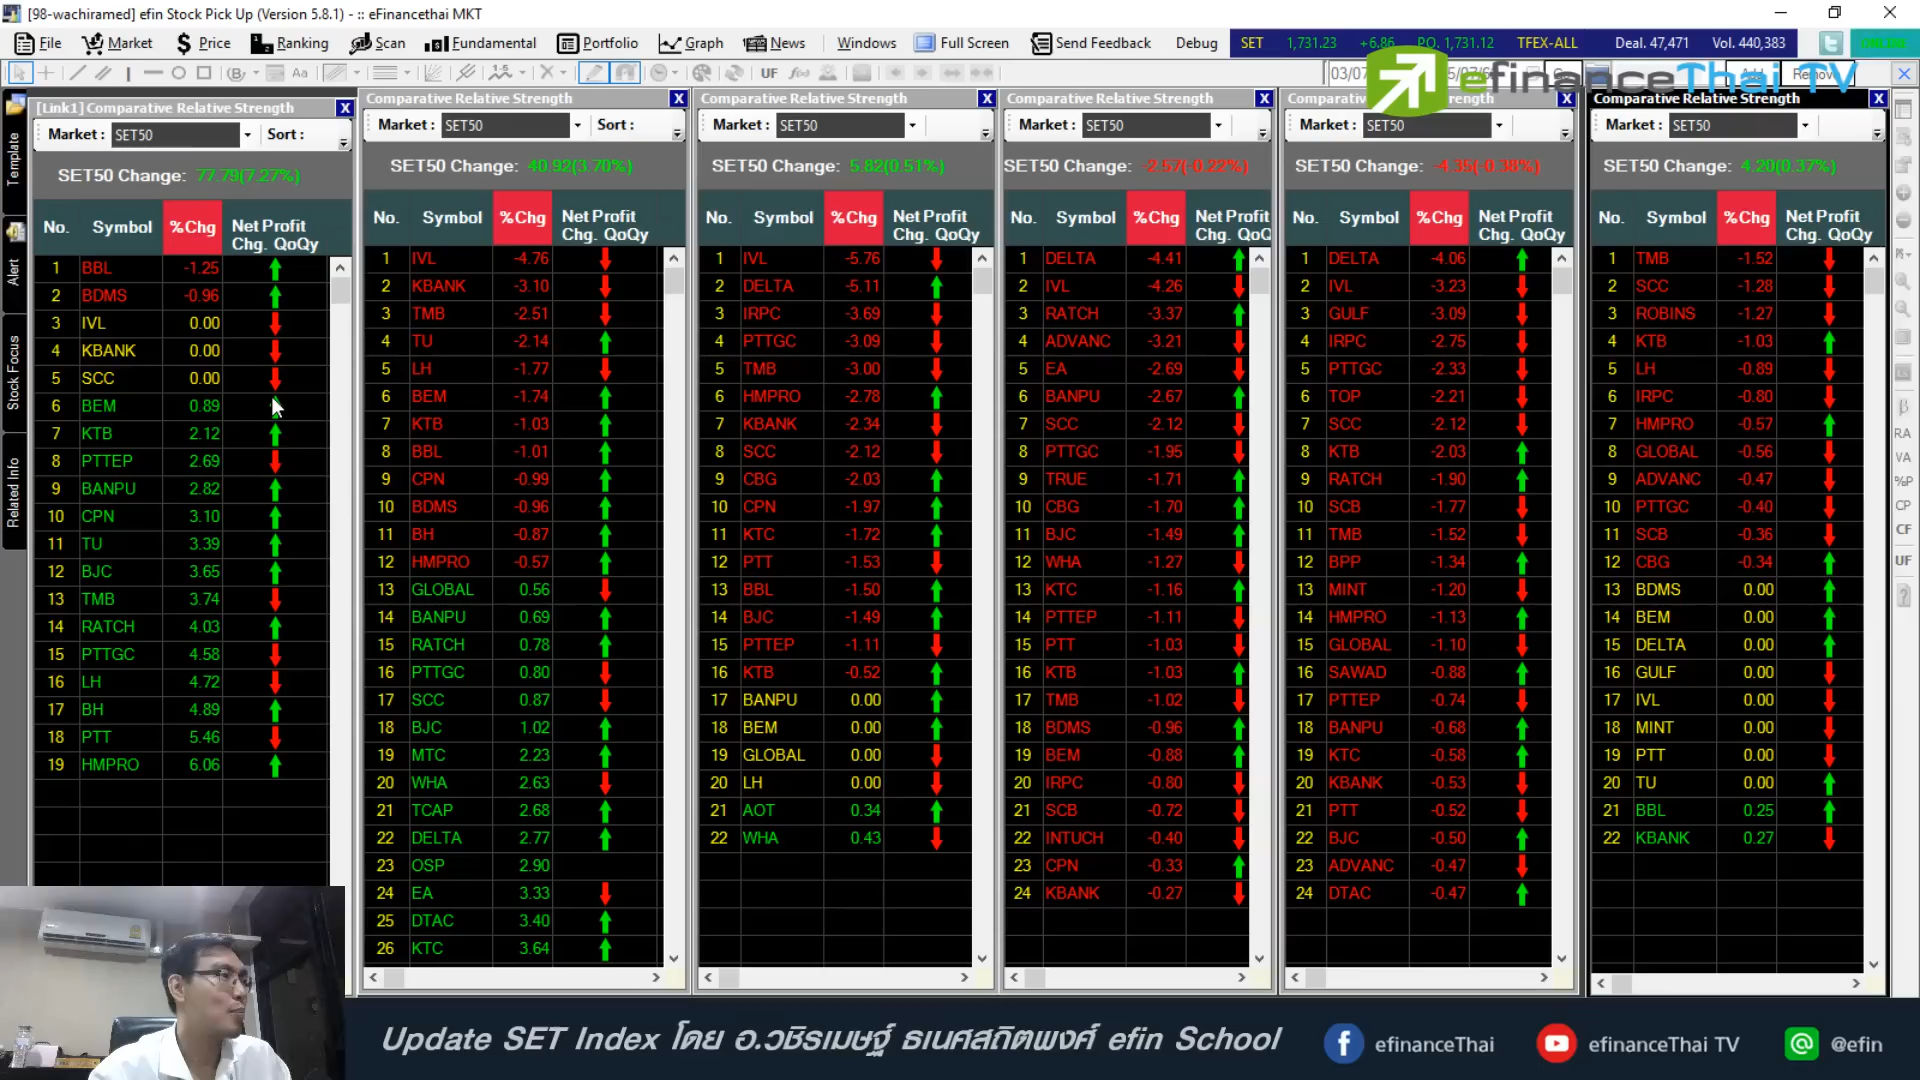 [98-wachiramed] efin Stock Pick Up (Version 5.8.1) - :: eFinancethai MKT
File Market Price Ranking Scan Fundamental Portfolio Graph News Windows Full Screen Send Feedback Debug SET 1,731.23 +6.86 PO. 1,731.12 TFEX-ALL Deal. 47,471 Vol. 440,383
efinanceThai TV
Template
Alert
Stock Focus
Related Info
[Link1]Comparative Relative Strength
Market : SET50 Sort :
SET50 Change: 77.79(7.27%)
No. Symbol %Chg Net Profit Chg. QoQy
1 BBL -1.25
2 BDMS -0.96
3 IVL 0.00
4 KBANK 0.00
5 SCC 0.00
6 BEM 0.89
7 KTB 2.12
8 PTTEP 2.69
9 BANPU 2.82
10 CPN 3.10
11 TU 3.39
12 BJC 3.65
13 TMB 3.74
14 RATCH 4.03
15 PTTGC 4.58
16 LH 4.72
17 BH 4.89
18 PTT 5.46
19 HMPRO 6.06
Comparative Relative Strength
Market : SET50 Sort :
SET50 Change: 40.92(3.70%)
No. Symbol %Chg Net Profit Chg. QoQy
1 IVL -4.76
2 KBANK -3.10
3 TMB -2.51
4 TU -2.14
5 LH -1.77
6 BEM -1.74
7 KTB -1.03
8 BBL -1.01
9 CPN -0.99
10 BDMS -0.96
11 BH -0.87
12 HMPRO -0.57
13 GLOBAL 0.56
14 BANPU 0.69
15 RATCH 0.78
16 PTTGC 0.80
17 SCC 0.87
18 BJC 1.02
19 MTC 2.23
20 WHA 2.63
21 TCAP 2.68
22 DELTA 2.77
23 OSP 2.90
24 EA 3.33
25 DTAC 3.40
26 KTC 3.64
Comparative Relative Strength
Market : SET50
SET50 Change: 5.82(0.51%)
No. Symbol %Chg Net Profit Chg. QoQy
1 IVL -5.76
2 DELTA -5.11
3 IRPC -3.69
4 PTTGC -3.09
5 TMB -3.00
6 HMPRO -2.78
7 KBANK -2.34
8 SCC -2.12
9 CBG -2.03
10 CPN -1.97
11 KTC -1.72
12 PTT -1.53
13 BBL -1.50
14 BJC -1.49
15 PTTEP -1.11
16 KTB -0.52
17 BANPU 0.00
18 BEM 0.00
19 GLOBAL 0.00
20 LH 0.00
21 AOT 0.34
22 WHA 0.43
Comparative Relative Strength
Market : SET50
SET50 Change: -2.57(-0.22%)
No. Symbol %Chg Net Profit Chg. QoQ
1 DELTA -4.41
2 IVL -4.26
3 RATCH -3.37
4 ADVANC -3.21
5 EA -2.69
6 BANPU -2.67
7 SCC -2.12
8 PTTGC -1.95
9 TRUE -1.71
10 CBG -1.70
11 BJC -1.49
12 WHA -1.27
13 KTC -1.16
14 PTTEP -1.11
15 PTT -1.03
16 KTB -1.03
17 TMB -1.02
18 BDMS -0.96
19 BEM -0.88
20 IRPC -0.80
21 SCB -0.72
22 INTUCH -0.40
23 CPN -0.33
24 KBANK -0.27
Market : SET50
SET50 Change: -4.35(-0.38%)
No. Symbol %Chg Net Profit Chg. QoQy
1 DELTA -4.06
2 IVL -3.23
3 GULF -3.09
4 IRPC -2.75
5 PTTGC -2.33
6 TOP -2.21
7 SCC -2.12
8 KTB -2.03
9 RATCH -1.90
10 SCB -1.77
11 TMB -1.52
12 BPP -1.34
13 MINT -1.20
14 HMPRO -1.13
15 GLOBAL -1.10
16 SAWAD -0.88
17 PTTEP -0.74
18 BANPU -0.68
19 KTC -0.58
20 KBANK -0.53
21 PTT -0.52
22 BJC -0.50
23 ADVANC -0.47
24 DTAC -0.47
Comparative Relative Strength
Market : SET50
SET50 Change: 4.20(0.37%)
No. Symbol %Chg Net Profit Chg. QoQy
1 TMB -1.52
2 SCC -1.28
3 ROBINS -1.27
4 KTB -1.03
5 LH -0.89
6 IRPC -0.80
7 HMPRO -0.57
8 GLOBAL -0.56
9 ADVANC -0.47
10 PTTGC -0.40
11 SCB -0.36
12 CBG -0.34
13 BDMS 0.00
14 BEM 0.00
15 DELTA 0.00
16 GULF 0.00
17 IVL 0.00
18 MINT 0.00
19 PTT 0.00
20 TU 0.00
21 BBL 0.25
22 KBANK 0.27
RA
VA
%P
CP
CF
UF
Update SET Index โดย อ.วชิรเมษฐ์ ธเนศสถิตพงศ์ efin School
efinanceThai
efinanceThai TV
@efin